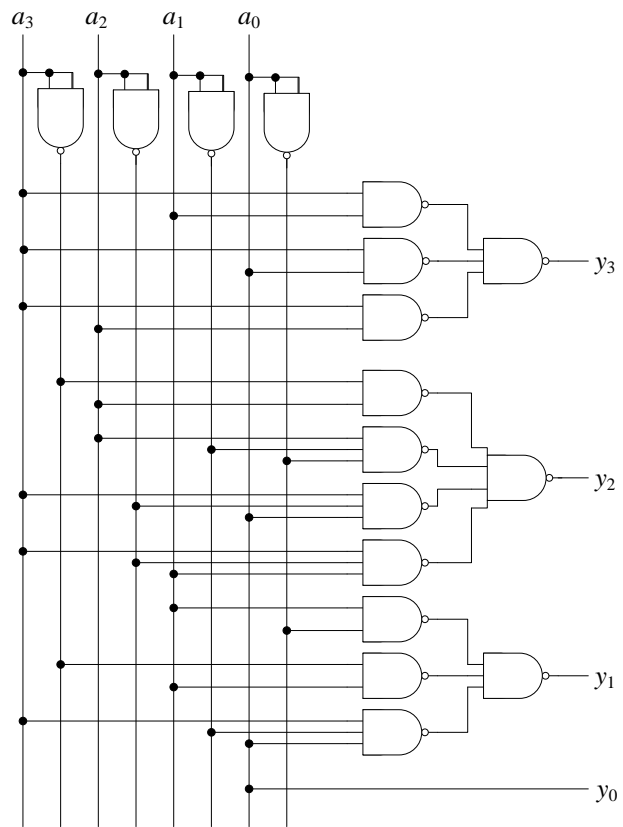 a₃ a₂ a₁ a₀
y₃
y₂
y₁
y₀